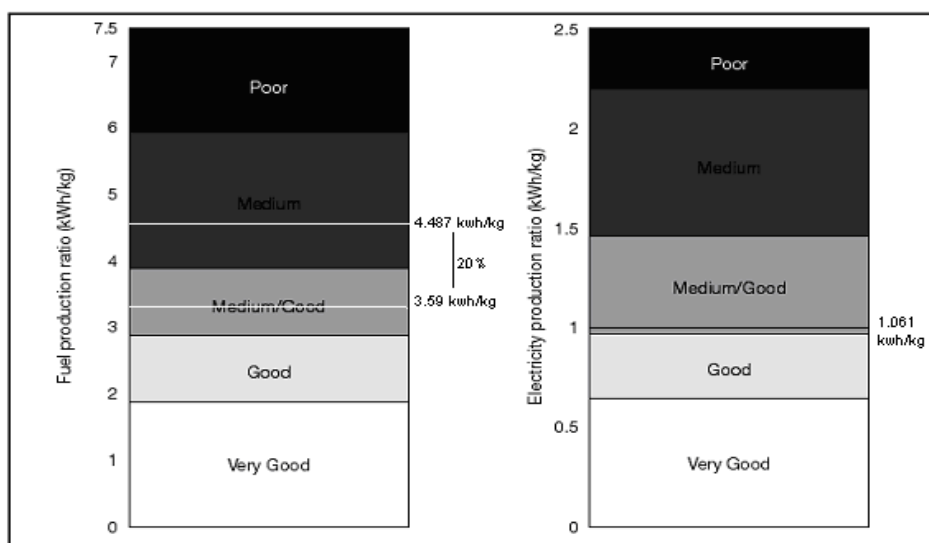 Fuel production ratio (kWh/kg)
7.5
7
6
5
4
3
2
1
0
Poor
Medium
Medium/Good
Good
Very Good
4.487 kwh/kg
20%
3.59 kwh/kg
Electricity production ratio (kWh/kg)
2.5
2
1.5
1
0.5
0
Poor
Medium
Medium/Good
Good
Very Good
1.061
kwh/kg